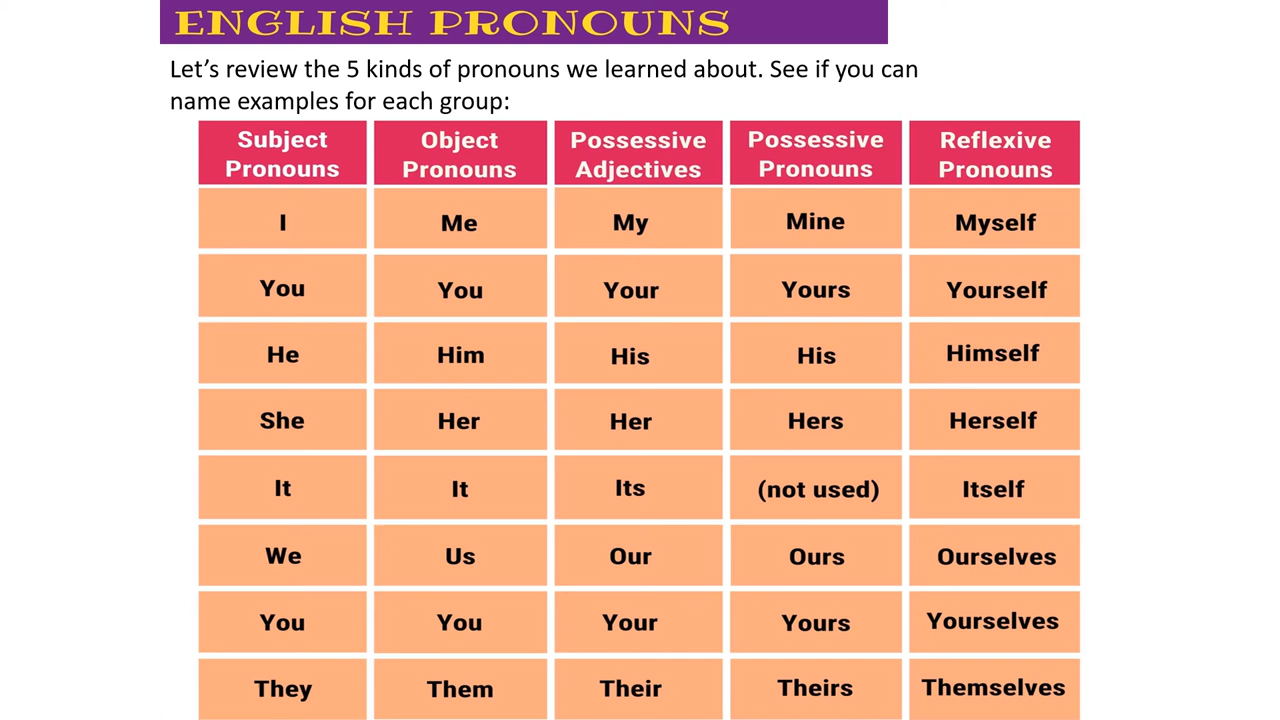 ENGLISH PRONOUNS
Let’s review the 5 kinds of pronouns we learned about. See if you can
name examples for each group:
Subject Pronouns Object Pronouns Possessive Adjectives Possessive Pronouns Reflexive Pronouns
I Me My Mine Myself
You You Your Yours Yourself
He Him His His Himself
She Her Her Hers Herself
It It Its (not used) Itself
We Us Our Ours Ourselves
You You Your Yours Yourselves
They Them Their Theirs Themselves